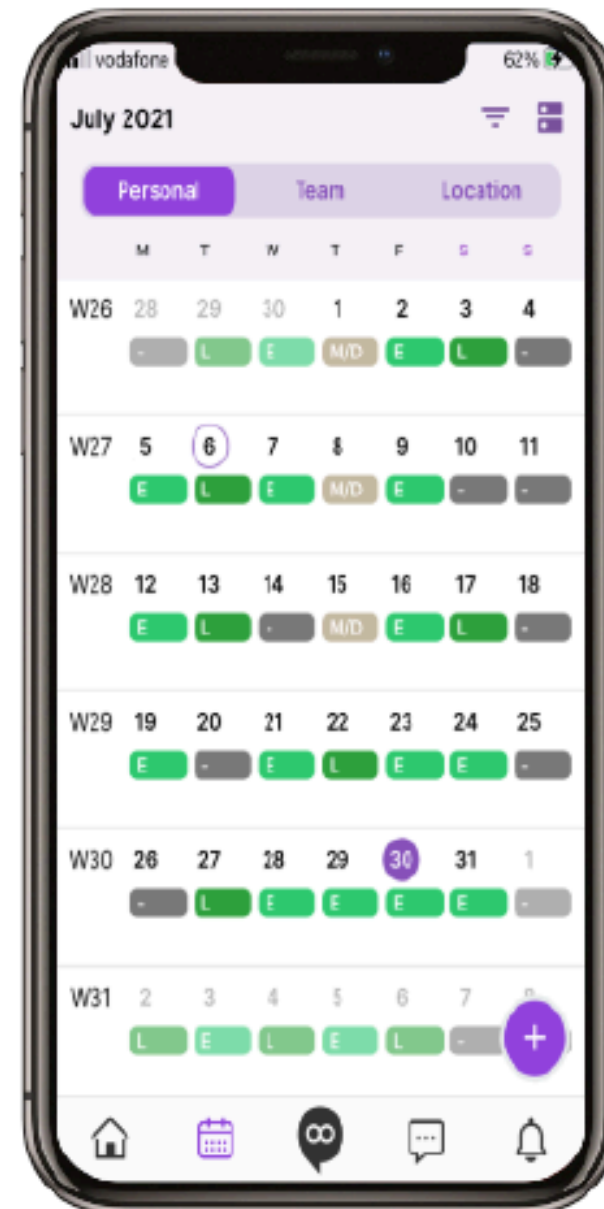 vodafone 62%
July 2021
Personal Team Location
M T W T F S S
W26 28 29 30 1 2 3 4
- L E M/D E L -
W27 5 6 7 8 9 10 11
E L E M/D E - -
W28 12 13 14 15 16 17 18
E L - M/D E L -
W29 19 20 21 22 23 24 25
E - E L E E -
W30 26 27 28 29 30 31 1
- L E E E E -
W31 2 3 4 5 6 7
L E L E L -
+